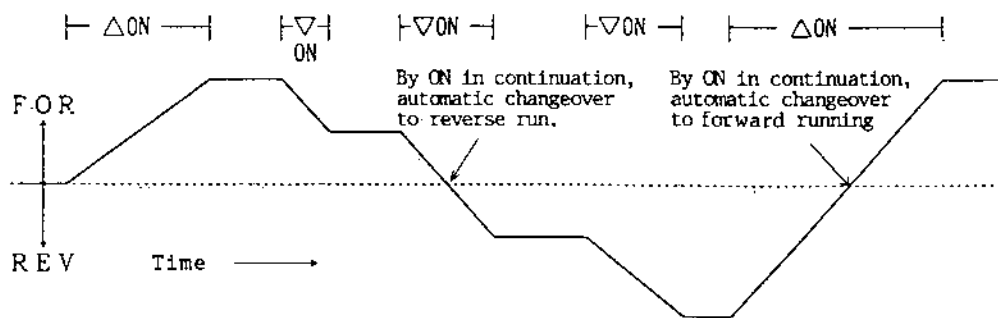 △ON
▽
ON
▽ON
▽ON
△ON
By ON in continuation,
automatic changeover
to reverse run.
By ON in continuation,
automatic changeover
to forward running
FOR
REV
Time